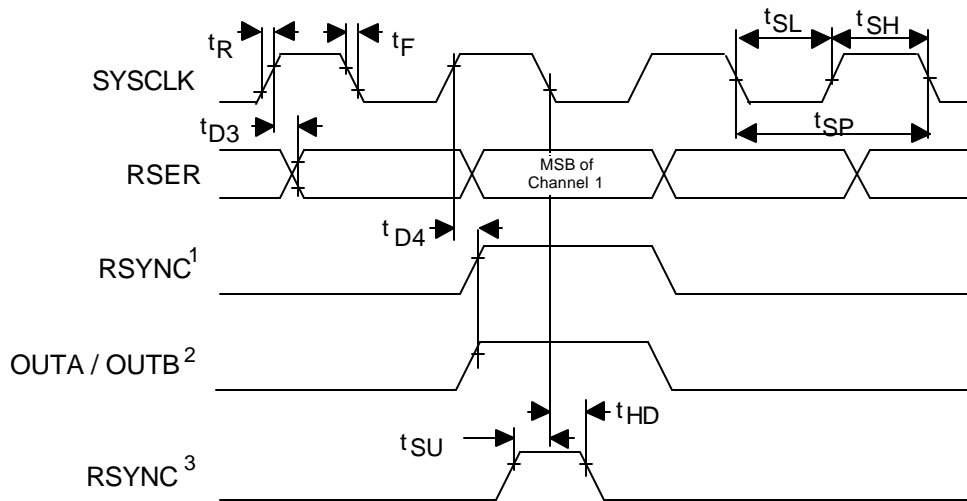 tR
tF
tSL
tSH
SYSCLK
tSP
tD3
RSER
MSB of
Channel 1
tD4
RSYNC1
OUTA / OUTB2
tHD
tSU
RSYNC3